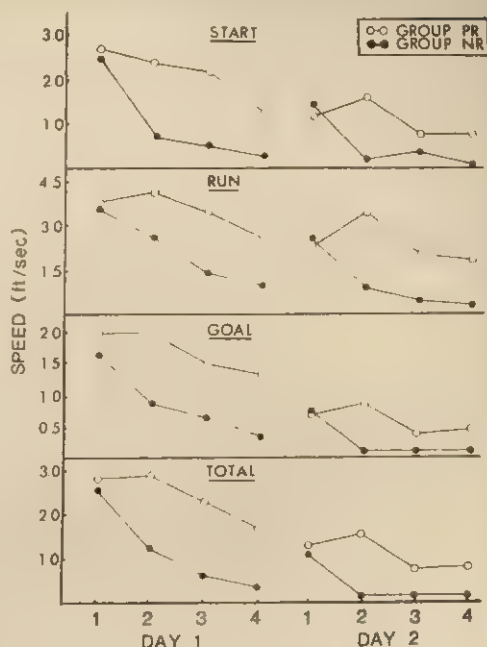 START
GROUP PR
GROUP NR
3.0
2.0
1.0
RUN
4.5
3.0
1.5
GOAL
2.0
1.5
1.0
0.5
TOTAL
3.0
2.0
1.0
SPEED (ft/sec)
1 2 3 4 1 2 3 4
DAY 1 DAY 2